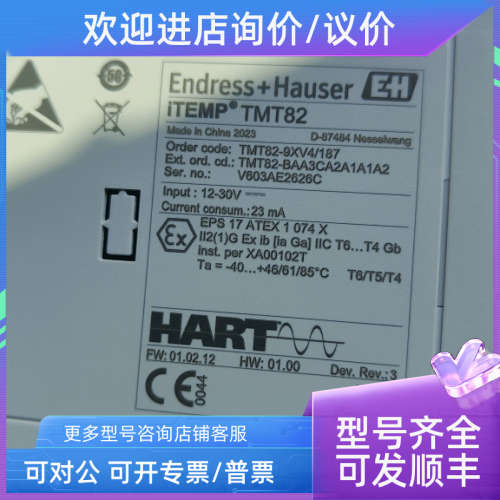 欢迎进店询价/议价
Endress+Hauser EH
iTEMP® TMT82
Made in China 2023 D-87484 Nesselwang
Order code: TMT82-9XV4/187
Ext. ord. cd.: TMT82-BAA3CA2A1A1A2
Ser. no.: V603AE2626C
Input : 12-30V
Current consum.: 23 mA
Ex
EPS 17 ATEX 1 074 X
II2(1)G Ex ib [ia Ga] IIC T6...T4 Gb
inst. per XA00102T
Ta = -40...+46/61/85°C T6/T5/T4
HART
FW: 01.02.12 HW: 01.00 Dev. Rev.: 3
CE 0044
更多型号咨询店铺客服
可对公 可开专票/普票
型号齐全
可发顺丰